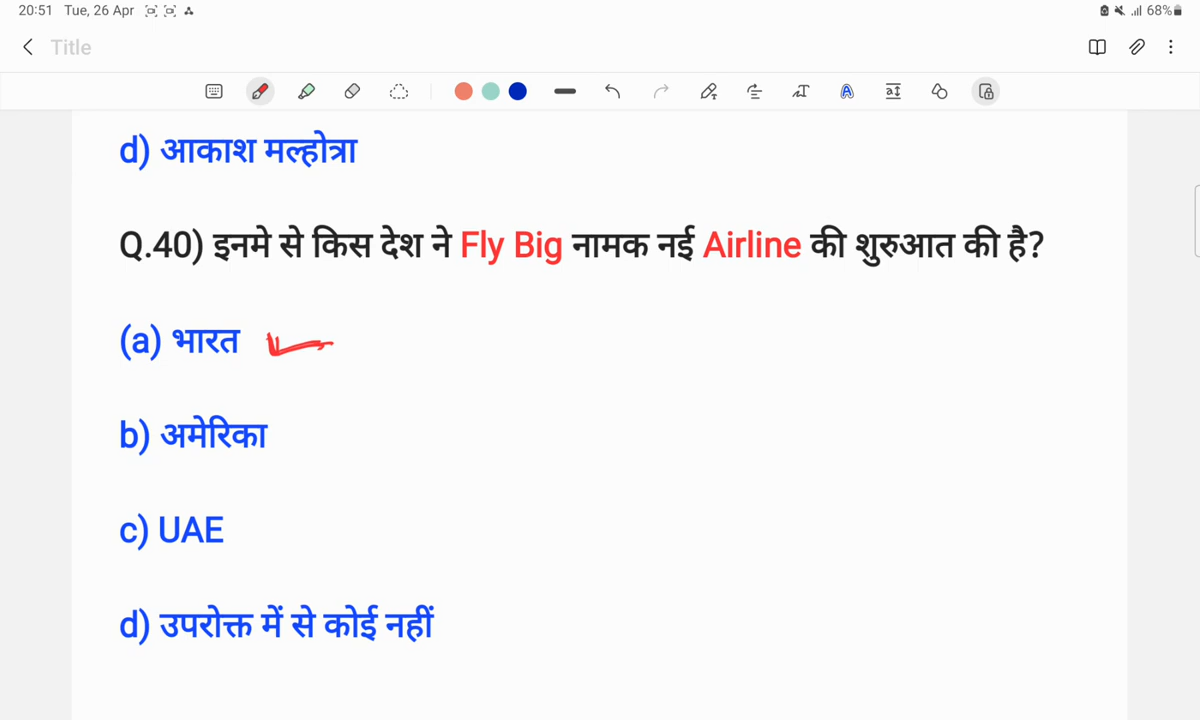 20:51 Tue, 26 Apr 68%
Title
d) आकाश मल्होत्रा
Q.40) इनमे से किस देश ने Fly Big नामक नई Airline की शुरुआत की है?
(a) भारत
b) अमेरिका
c) UAE
d) उपरोक्त में से कोई नहीं